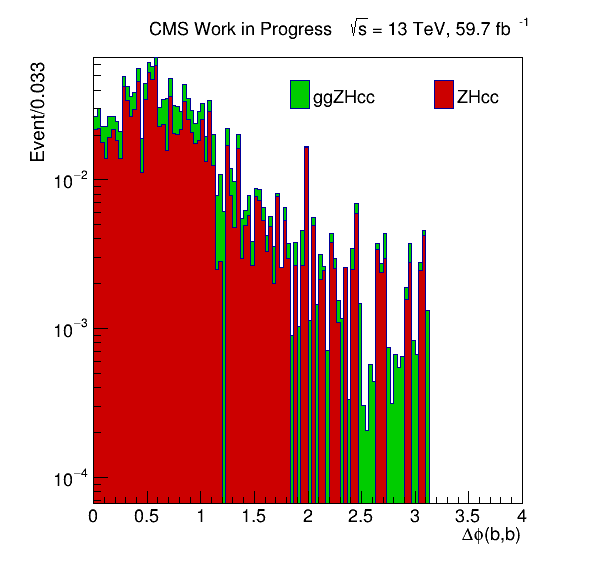 CMS Work in Progress √s = 13 TeV, 59.7 fb ⁻¹
Event/0.033
ggZHcc ZHcc
10⁻²
10⁻³
10⁻⁴
0 0.5 1 1.5 2 2.5 3 3.5 4
Δϕ(b,b)